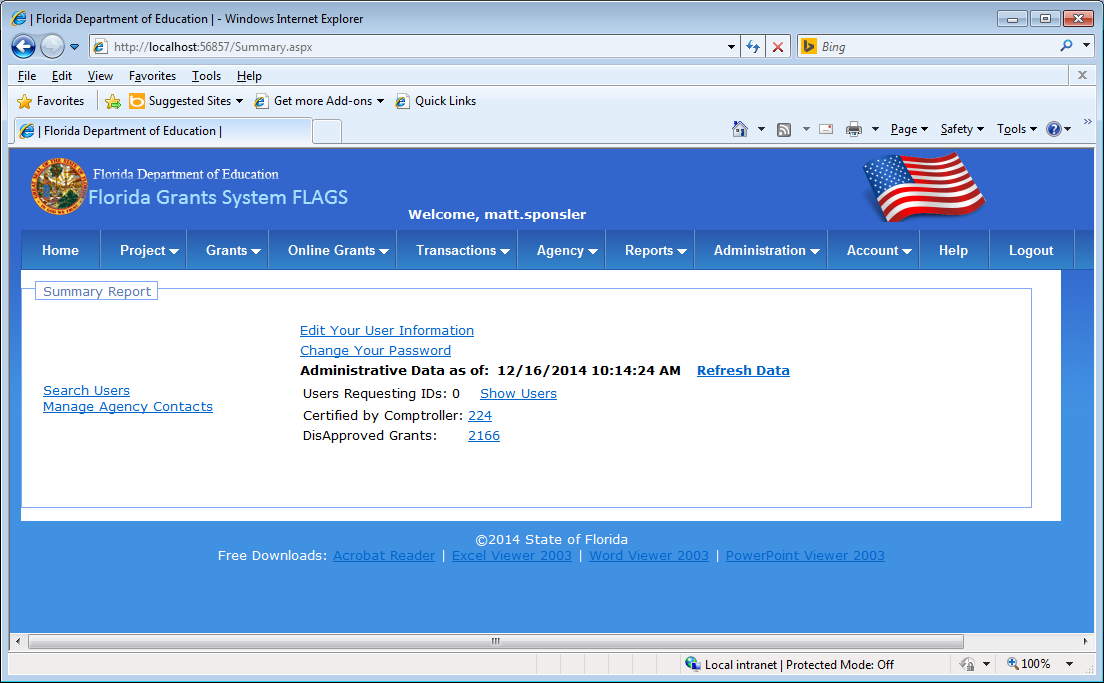 | Florida Department of Education | - Windows Internet Explorer
http://localhost:56857/Summary.aspx
Bing
File Edit View Favorites Tools Help
Favorites Suggested Sites Get more Add-ons Quick Links
| Florida Department of Education |
Page Safety Tools
Florida Department of Education
Florida Grants System FLAGS
Welcome, matt.sponsler
Home Project Grants Online Grants Transactions Agency Reports Administration Account Help Logout
Summary Report
Edit Your User Information
Change Your Password
Administrative Data as of: 12/16/2014 10:14:24 AM Refresh Data
Search Users
Users Requesting IDs: 0 Show Users
Manage Agency Contacts
Certified by Comptroller: 224
DisApproved Grants: 2166
©2014 State of Florida
Free Downloads: Acrobat Reader | Excel Viewer 2003 | Word Viewer 2003 | PowerPoint Viewer 2003
Local intranet | Protected Mode: Off
100%